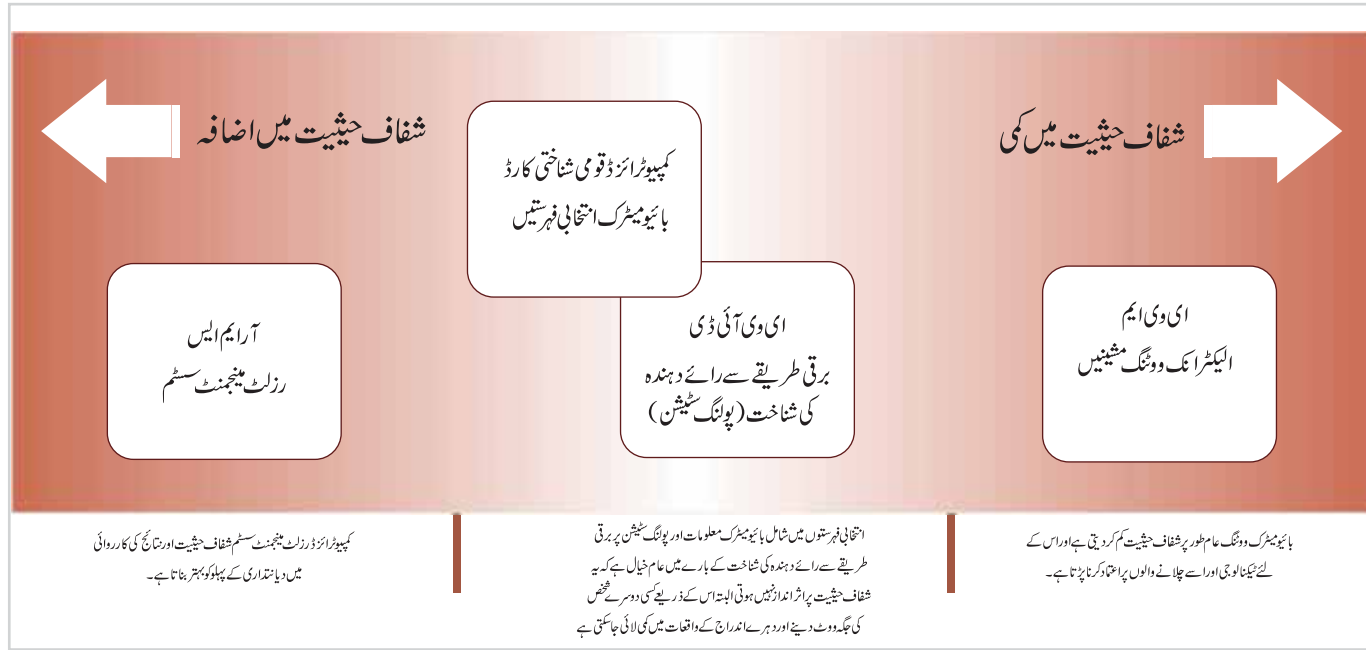 شفاف حیثیت میں کمی
شفاف حیثیت میں اضافہ
کمپیوٹرائزڈ قومی شناختی کارڈ
بائیومیٹرک انتخابی فہرستیں
ای وی ایم
الیکٹرانک ووٹنگ مشینیں
ای وی آئی ڈی
برقی طریقے سے رائے دہندہ
کی شناخت (پولنگ سٹیشن)
آر ایم ایس
رزلٹ مینجمنٹ سسٹم
بائیومیٹرک ووٹنگ عام طور پر شفاف حیثیت کم کر دیتی ہے اور اس کے
لئے ٹیکنالوجی اور اسے چلانے والوں پر اعتماد کرنا پڑتا ہے۔
انتخابی فہرستوں میں شامل بائیومیٹرک معلومات اور پولنگ سٹیشن پر برقی
طریقے سے رائے دہندہ کی شناخت کے بارے میں عام خیال ہے کہ یہ
شفاف حیثیت پر اثر انداز نہیں ہوتی البتہ اس کے ذریعے کسی دوسرے شخص
کی جگہ ووٹ دینے اور دہرے اندراج کے واقعات میں کمی لائی جاسکتی ہے
کمپیوٹرائزڈ رزلٹ مینجمنٹ سسٹم شفاف حیثیت اور نتائج کی کارروائی
میں دیانتداری کے پہلو کو بہتر بناتا ہے۔